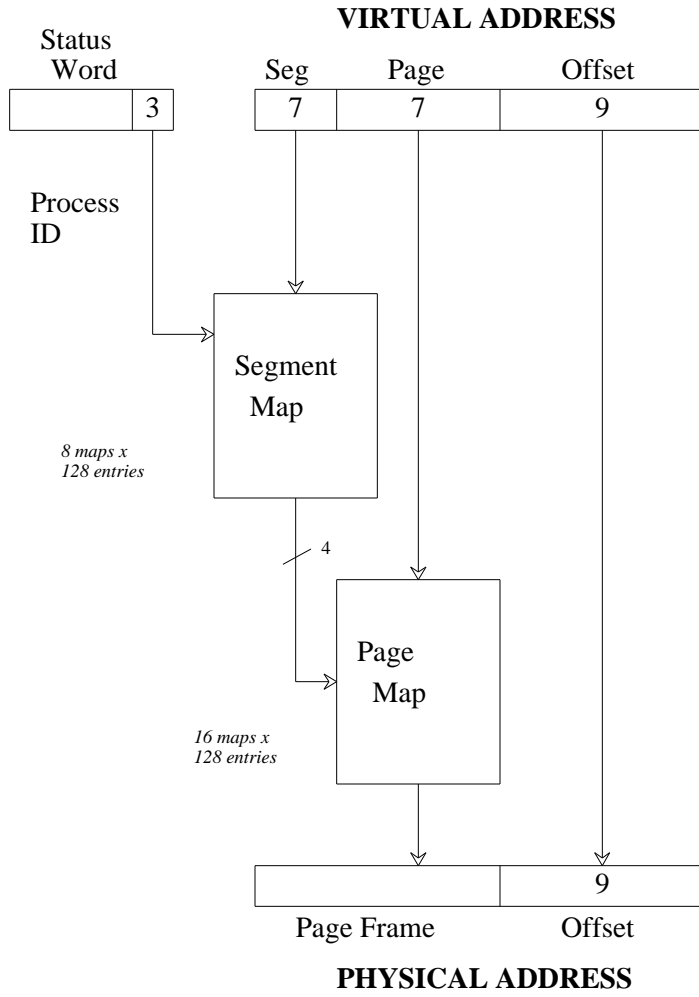 VIRTUAL ADDRESS
Status
Word
Seg Page Offset
3
7 7 9
Process
ID
Segment
Map
8 maps x
128 entries
4
Page
Map
16 maps x
128 entries
9
Page Frame Offset
PHYSICAL ADDRESS